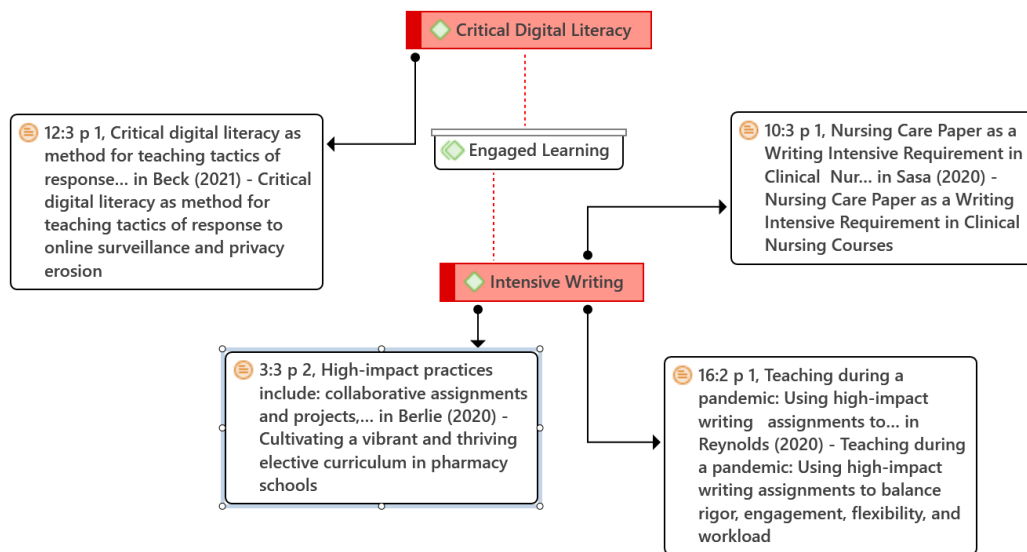 Critical Digital Literacy
12:3 p 1, Critical digital literacy as
method for teaching tactics of
response... in Beck (2021) - Critical
digital literacy as method for
teaching tactics of response to
online surveillance and privacy
erosion
Engaged Learning
10:3 p 1, Nursing Care Paper as a
Writing Intensive Requirement in
Clinical Nur... in Sasa (2020) -
Nursing Care Paper as a Writing
Intensive Requirement in Clinical
Nursing Courses
Intensive Writing
3:3 p 2, High-impact practices
include: collaborative assignments
and projects,... in Berlie (2020) -
Cultivating a vibrant and thriving
elective curriculum in pharmacy
schools
16:2 p 1, Teaching during a
pandemic: Using high-impact
writing assignments to... in
Reynolds (2020) - Teaching during
a pandemic: Using high-impact
writing assignments to balance
rigor, engagement, flexibility, and
workload